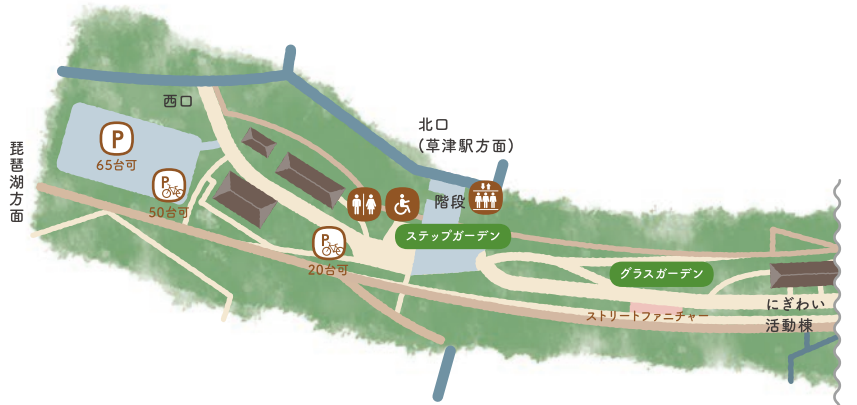 西口
北口
(草津駅方面)
琵琶湖方面
P
65台可
P
50台可
階段
ステップガーデン
P
20台可
グラスガーデン
にぎわい
活動棟
ストリートファニチャー